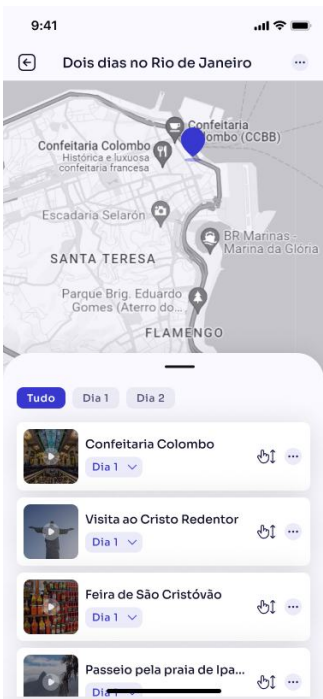 9:41
Dois dias no Rio de Janeiro
Confeitaria
Colombo (CCBB)
Confeitaria Colombo
Histórica e luxuosa
confeitaria francesa
Escadaria Selarón
BR Marinas -
Marina da Glória
SANTA TERESA
Parque Brig. Eduardo
Gomes (Aterro do...
FLAMENGO
Tudo
Dia 1
Dia 2
Confeitaria Colombo
Dia 1
Visita ao Cristo Redentor
Dia 1
Feira de São Cristóvão
Dia 1
Passeio pela praia de Ipa...
Dia 1